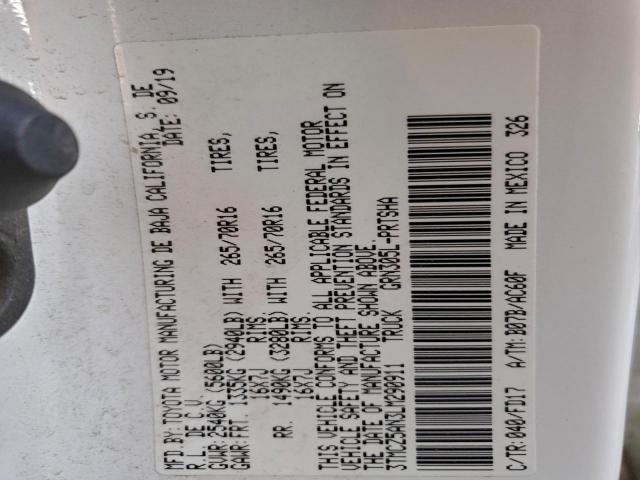 MFD.BY:TOYOTA MOTOR MANUFACTURING DE BAJA CALIFORNIA, S. DE
R.L. DE C.V. DATE: 09/19
GVWR:2540KG(5600LB)
GAWR:FRT. 1335KG (2940LB) WITH 265/70R16 TIRES,
16X7J RIMS.
RR. 1490KG (3280LB) WITH 265/70R16 TIRES,
16X7J RIMS.
THIS VEHICLE CONFORMS TO ALL APPLICABLE FEDERAL MOTOR
VEHICLE SAFETY AND THEFT PREVENTION STANDARDS IN EFFECT ON
THE DATE OF MANUFACTURE SHOWN ABOVE.
3TMCZ5AN3LM290911 TRUCK GRN305L-PRTSHA
C/TR:040/FD17 A/TM:B07B/AC60F MADE IN MEXICO 326